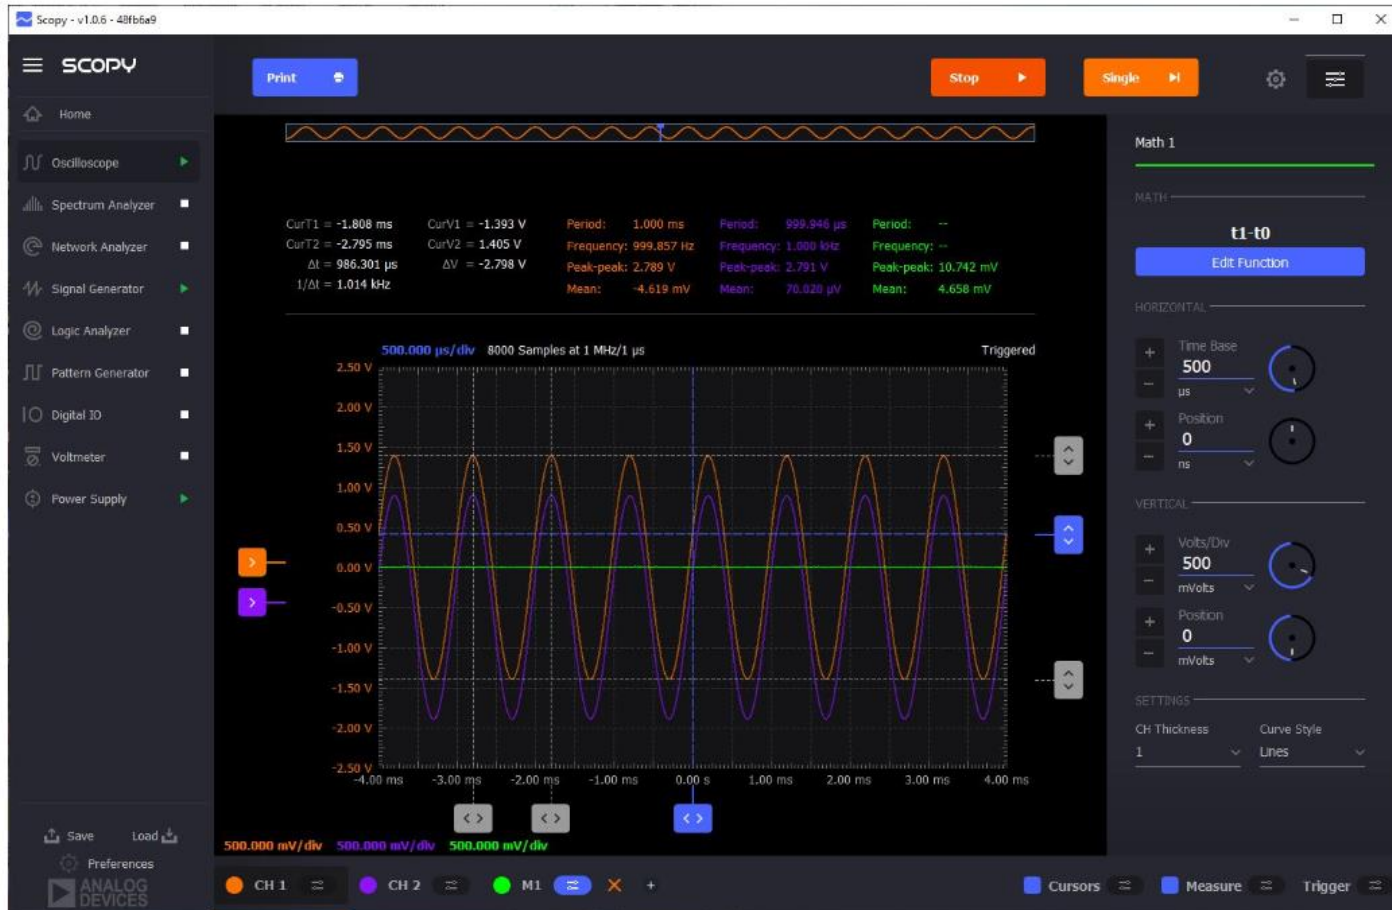 Scopy - v1.0.6 - 48fb6a9
SCOPY
Print
Stop
Single
Home
Oscilloscope
Spectrum Analyzer
Network Analyzer
Signal Generator
Logic Analyzer
Pattern Generator
Digital IO
Voltmeter
Power Supply
Save Load
Preferences
ANALOG
DEVICES
CurT1 = -1.808 ms CurV1 = -1.393 V Period: 1.000 ms Period: 999.946 µs Period: --
CurT2 = -2.795 ms CurV2 = 1.405 V Frequency: 999.857 Hz Frequency: 1.000 kHz Frequency: --
Δt = 986.301 µs ΔV = -2.798 V Peak-peak: 2.789 V Peak-peak: 2.791 V Peak-peak: 10.742 mV
1/Δt = 1.014 kHz Mean: -4.619 mV Mean: 70.020 µV Mean: 4.658 mV
500.000 µs/div 8000 Samples at 1 MHz/1 µs Triggered
2.50 V
2.00 V
1.50 V
1.00 V
0.50 V
0.00 V
-0.50 V
-1.00 V
-1.50 V
-2.00 V
-2.50 V
-4.00 ms -3.00 ms -2.00 ms -1.00 ms 0.00 s 1.00 ms 2.00 ms 3.00 ms 4.00 ms
500.000 mV/div 500.000 mV/div 500.000 mV/div
CH 1 CH 2 M1 + Cursors Measure Trigger
Math 1
MATH
t1-t0
Edit Function
HORIZONTAL
+ Time Base
500
µs
+ Position
0
ns
VERTICAL
+ Volts/Div
500
mVolts
+ Position
0
mVolts
SETTINGS
CH Thickness Curve Style
1 Lines